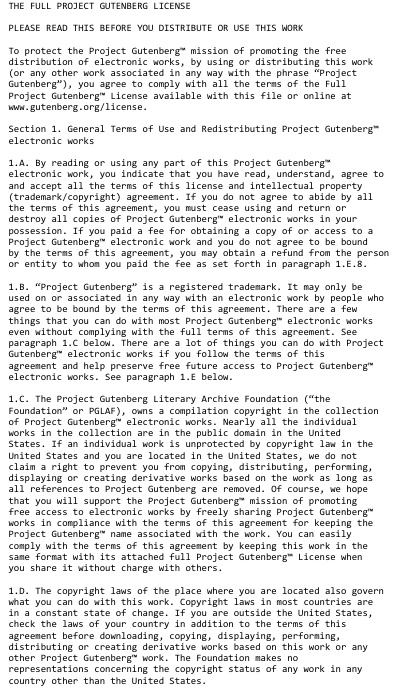 THE FULL PROJECT GUTENBERG LICENSE
PLEASE READ THIS BEFORE YOU DISTRIBUTE OR USE THIS WORK
To protect the Project Gutenberg™ mission of promoting the free
distribution of electronic works, by using or distributing this work
(or any other work associated in any way with the phrase “Project
Gutenberg”), you agree to comply with all the terms of the Full
Project Gutenberg™ License available with this file or online at
www.gutenberg.org/license.
Section 1. General Terms of Use and Redistributing Project Gutenberg™
electronic works
1.A. By reading or using any part of this Project Gutenberg™
electronic work, you indicate that you have read, understand, agree to
and accept all the terms of this license and intellectual property
(trademark/copyright) agreement. If you do not agree to abide by all
the terms of this agreement, you must cease using and return or
destroy all copies of Project Gutenberg™ electronic works in your
possession. If you paid a fee for obtaining a copy of or access to a
Project Gutenberg™ electronic work and you do not agree to be bound
by the terms of this agreement, you may obtain a refund from the person
or entity to whom you paid the fee as set forth in paragraph 1.E.8.
1.B. “Project Gutenberg” is a registered trademark. It may only be
used on or associated in any way with an electronic work by people who
agree to be bound by the terms of this agreement. There are a few
things that you can do with most Project Gutenberg™ electronic works
even without complying with the full terms of this agreement. See
paragraph 1.C below. There are a lot of things you can do with Project
Gutenberg™ electronic works if you follow the terms of this
agreement and help preserve free future access to Project Gutenberg™
electronic works. See paragraph 1.E below.
1.C. The Project Gutenberg Literary Archive Foundation (“the
Foundation” or PGLAF), owns a compilation copyright in the collection
of Project Gutenberg™ electronic works. Nearly all the individual
works in the collection are in the public domain in the United
States. If an individual work is unprotected by copyright law in the
United States and you are located in the United States, we do not
claim a right to prevent you from copying, distributing, performing,
displaying or creating derivative works based on the work as long as
all references to Project Gutenberg are removed. Of course, we hope
that you will support the Project Gutenberg™ mission of promoting
free access to electronic works by freely sharing Project Gutenberg™
works in compliance with the terms of this agreement for keeping the
Project Gutenberg™ name associated with the work. You can easily
comply with the terms of this agreement by keeping this work in the
same format with its attached full Project Gutenberg™ License when
you share it without charge with others.
1.D. The copyright laws of the place where you are located also govern
what you can do with this work. Copyright laws in most countries are
in a constant state of change. If you are outside the United States,
check the laws of your country in addition to the terms of this
agreement before downloading, copying, displaying, performing,
distributing or creating derivative works based on this work or any
other Project Gutenberg™ work. The Foundation makes no
representations concerning the copyright status of any work in any
country other than the United States.